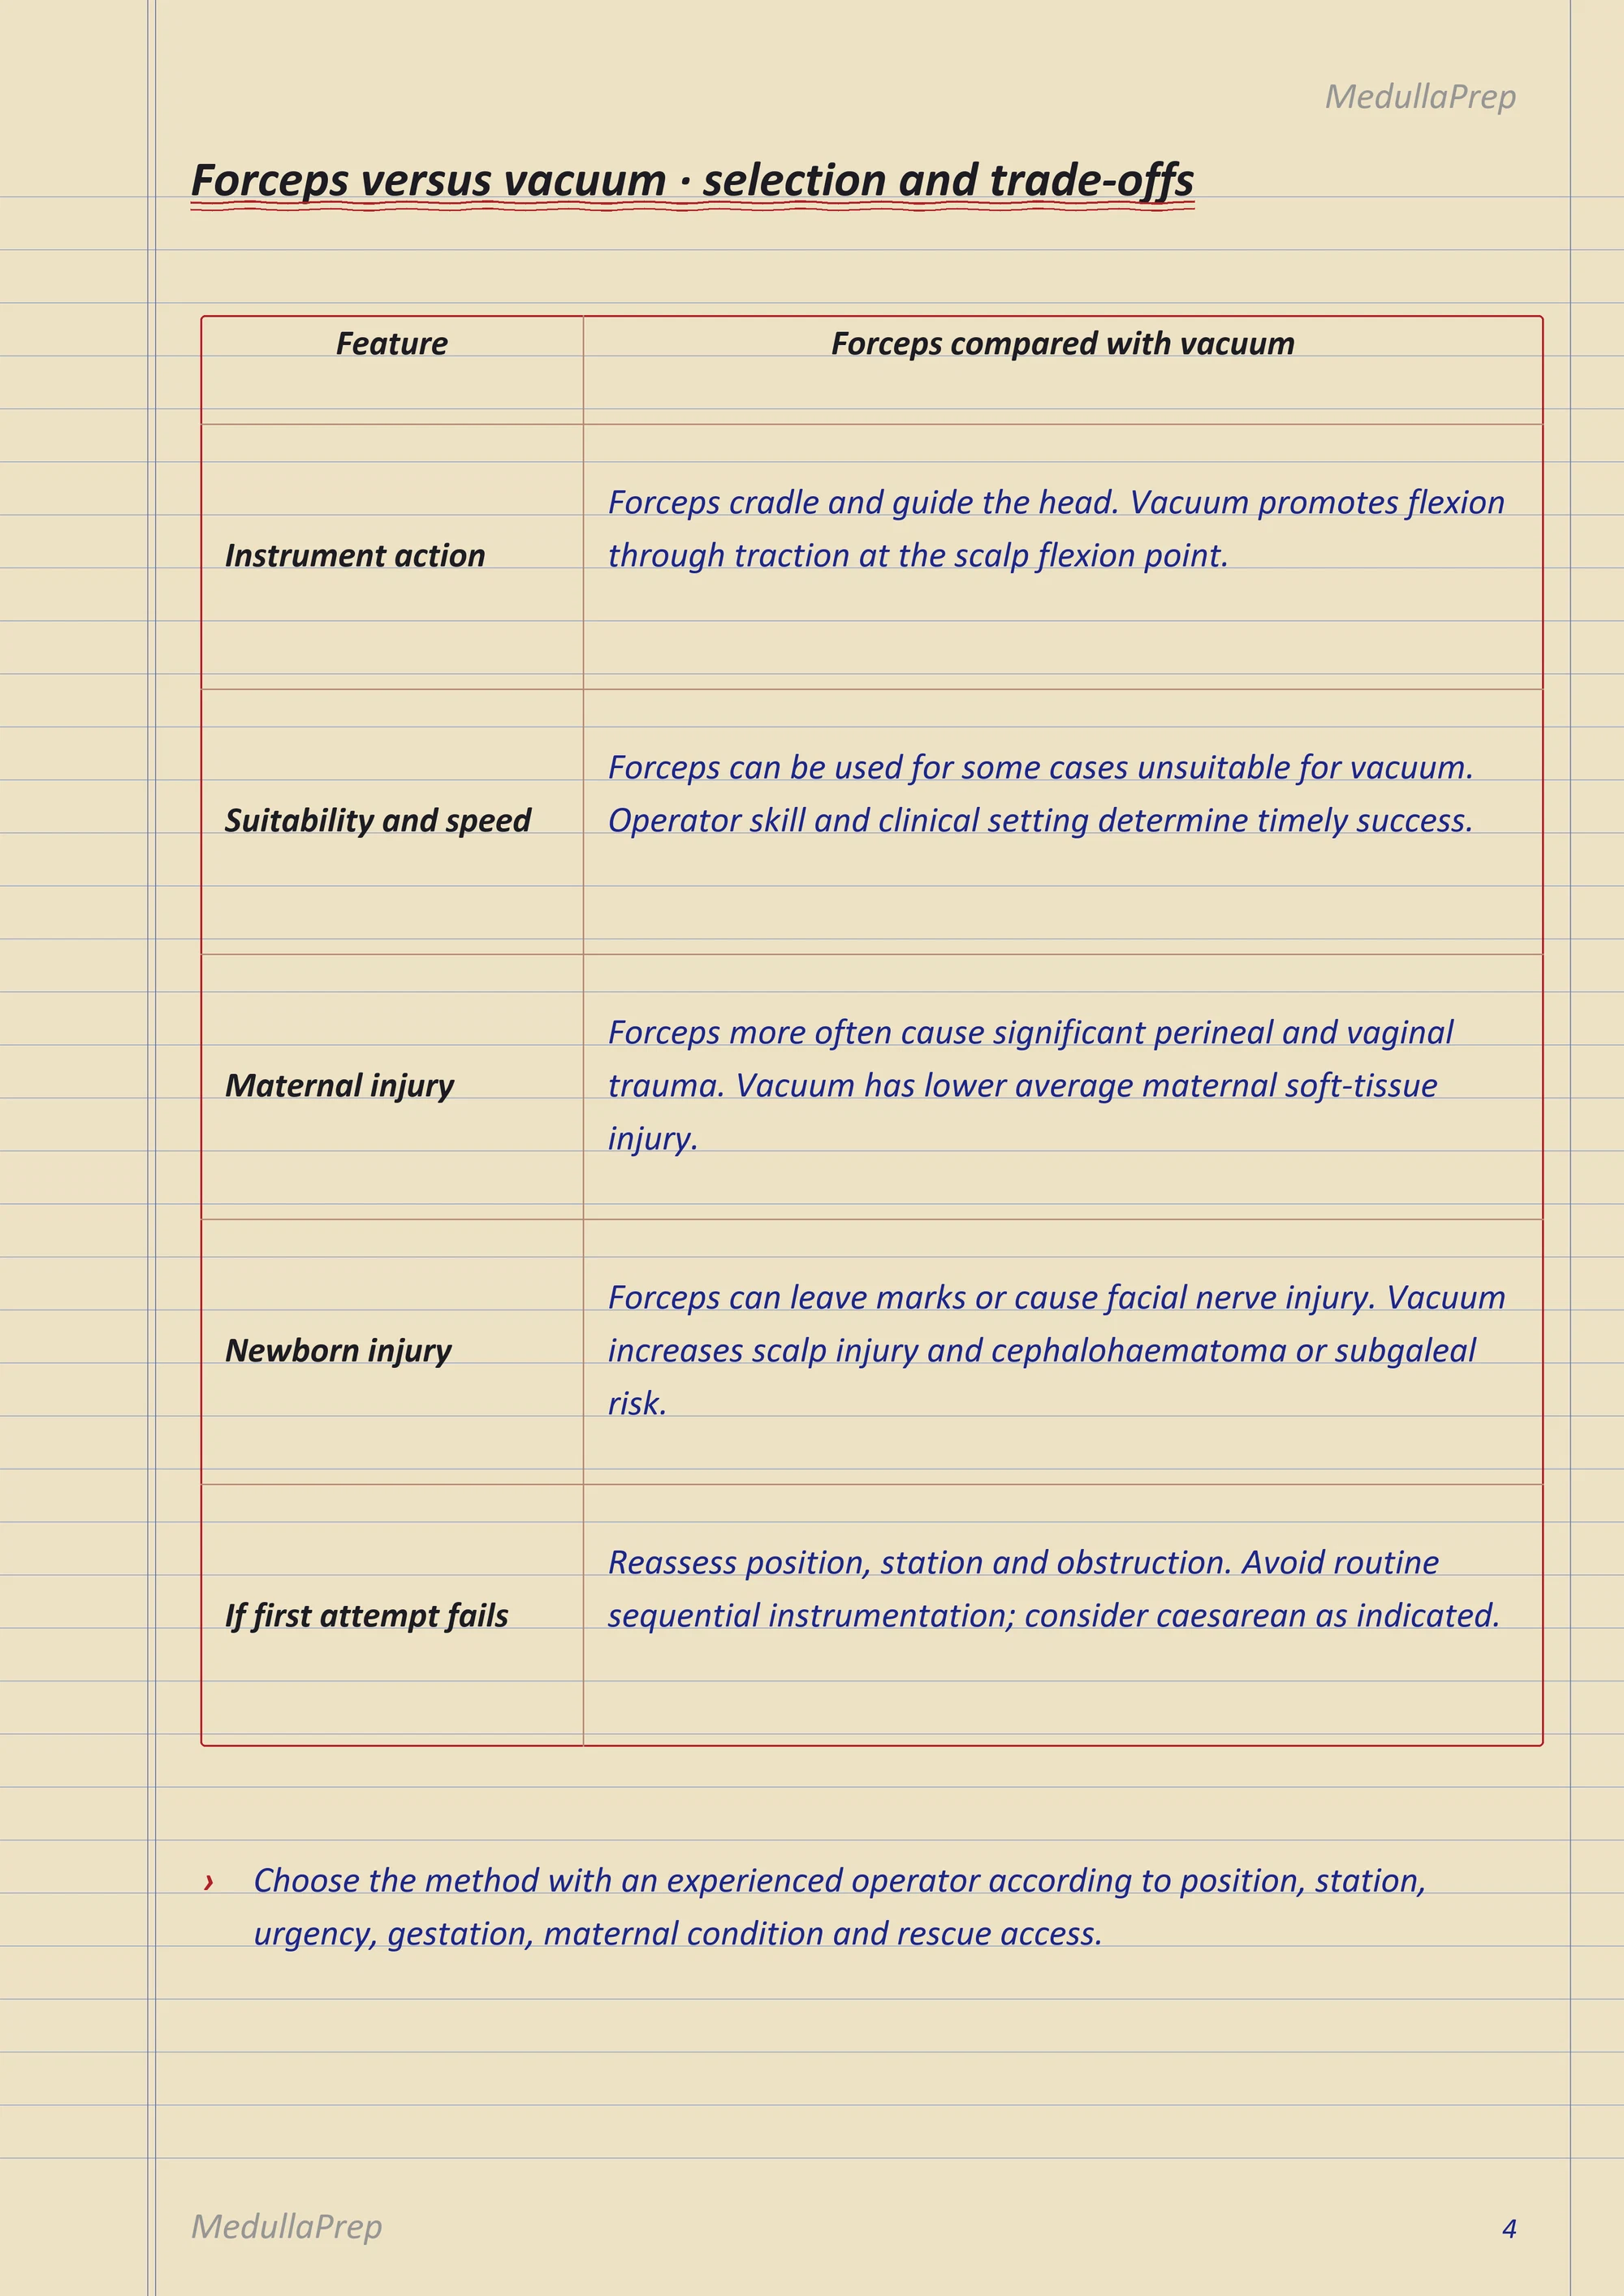 MedullaPrep
Forceps versus vacuum · selection and trade-offs
Feature
Forceps compared with vacuum
Instrument action
Forceps cradle and guide the head. Vacuum promotes flexion
through traction at the scalp flexion point.
Suitability and speed
Forceps can be used for some cases unsuitable for vacuum.
Operator skill and clinical setting determine timely success.
Maternal injury
Forceps more often cause significant perineal and vaginal
trauma. Vacuum has lower average maternal soft-tissue
injury.
Newborn injury
Forceps can leave marks or cause facial nerve injury. Vacuum
increases scalp injury and cephalohaematoma or subgaleal
risk.
If first attempt fails
Reassess position, station and obstruction. Avoid routine
sequential instrumentation; consider caesarean as indicated.
› Choose the method with an experienced operator according to position, station,
urgency, gestation, maternal condition and rescue access.
MedullaPrep
4